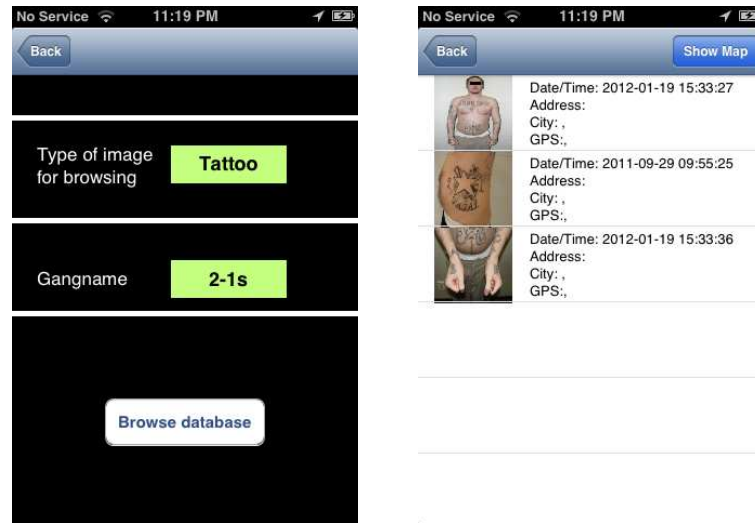 No Service 11:19 PM
Back
Type of image
for browsing
Tattoo
Gangname
2-1s
Browse database
No Service 11:19 PM
Back
Show Map
Date/Time: 2012-01-19 15:33:27
Address:
City: ,
GPS:,
Date/Time: 2011-09-29 09:55:25
Address:
City: ,
GPS:,
Date/Time: 2012-01-19 15:33:36
Address:
City: ,
GPS:,